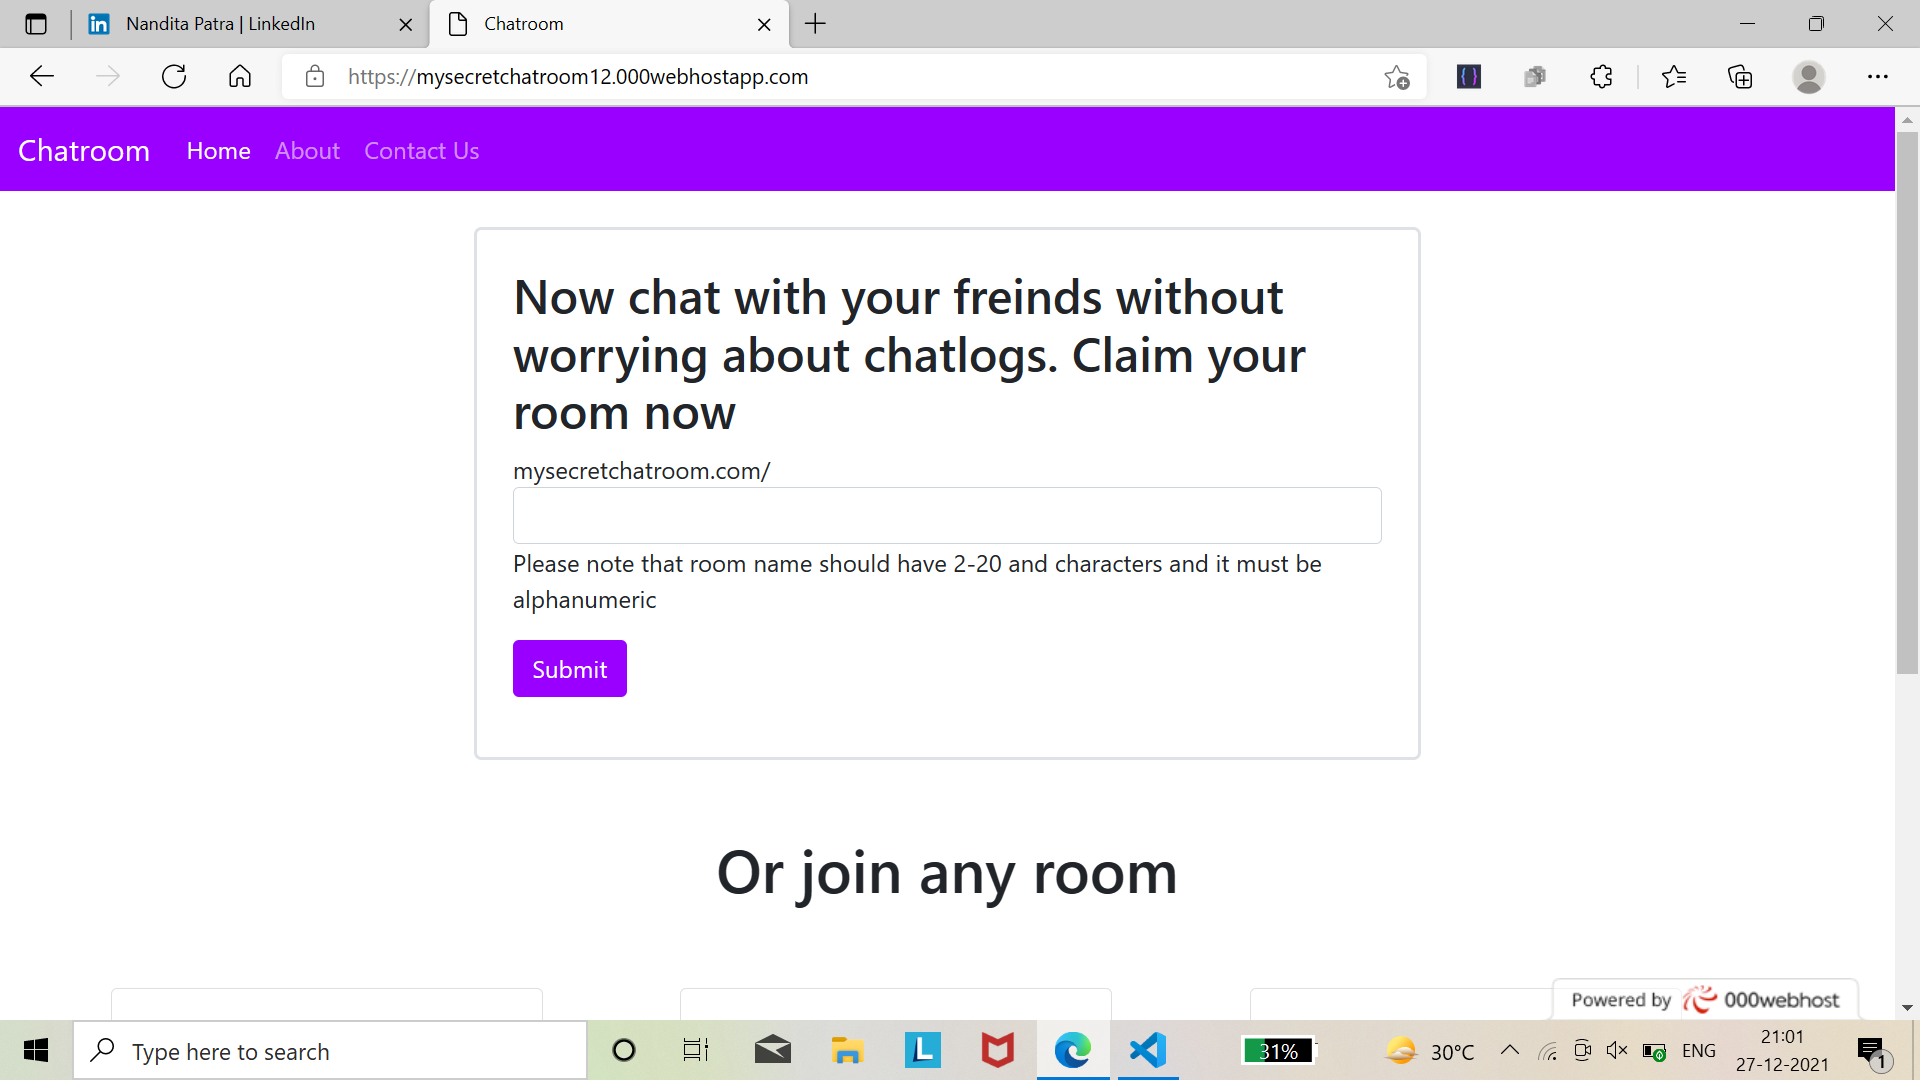 Nandita Patra | LinkedIn
Chatroom
https://mysecretchatroom12.000webhostapp.com
Chatroom Home About Contact Us
Now chat with your freinds without
worrying about chatlogs. Claim your
room now
mysecretchatroom.com/
Please note that room name should have 2-20 and characters and it must be
alphanumeric
Submit
Or join any room
Powered by 000webhost
Type here to search
L
31%
30°C
ENG
21:01
27-12-2021
1